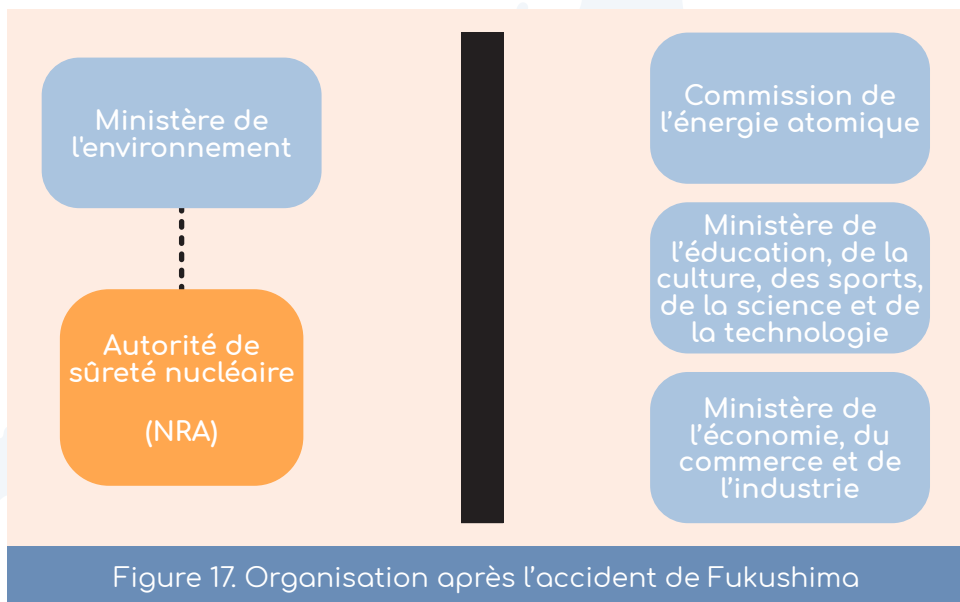 Ministère de
l'environnement
Autorité de
sûreté nucléaire
(NRA)
Commission de
l'énergie atomique
Ministère de
l'éducation, de la
culture, des sports,
de la science et de
la technologie
Ministère de
l'économie, du
commerce et de
l'industrie
Figure 17. Organisation après l'accident de Fukushima